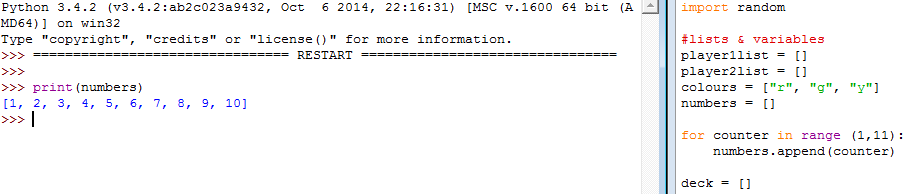 Python 3.4.2 (v3.4.2:ab2c023a9432, Oct  6 2014, 22:16:31) [MSC v.1600 64 bit (A
MD64)] on win32
Type "copyright", "credits" or "license()" for more information.
>>> ================================ RESTART ================================
>>>
>>> print(numbers)
[1, 2, 3, 4, 5, 6, 7, 8, 9, 10]
>>>
import random

#lists & variables
player1list = []
player2list = []
colours = ["r", "g", "y"]
numbers = []

for counter in range (1,11):
    numbers.append(counter)

deck = []